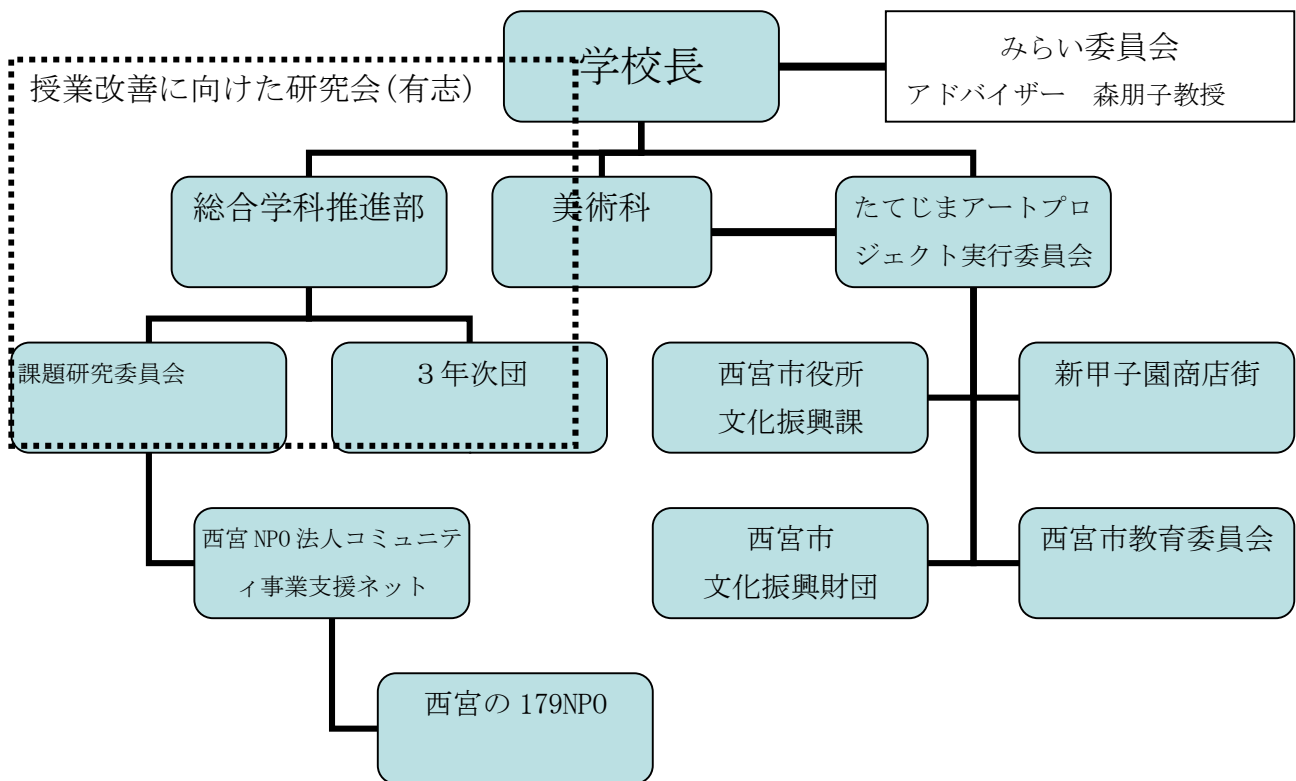 学校長
みらい委員会
アドバイザー　森朋子教授
授業改善に向けた研究会(有志)
総合学科推進部
美術科
たてじまアートプロ
ジェクト実行委員会
課題研究委員会
３年次団
西宮市役所
文化振興課
新甲子園商店街
西宮 NPO 法人コミュニテ
ィ事業支援ネット
西宮市
文化振興財団
西宮市教育委員会
西宮の 179NPO